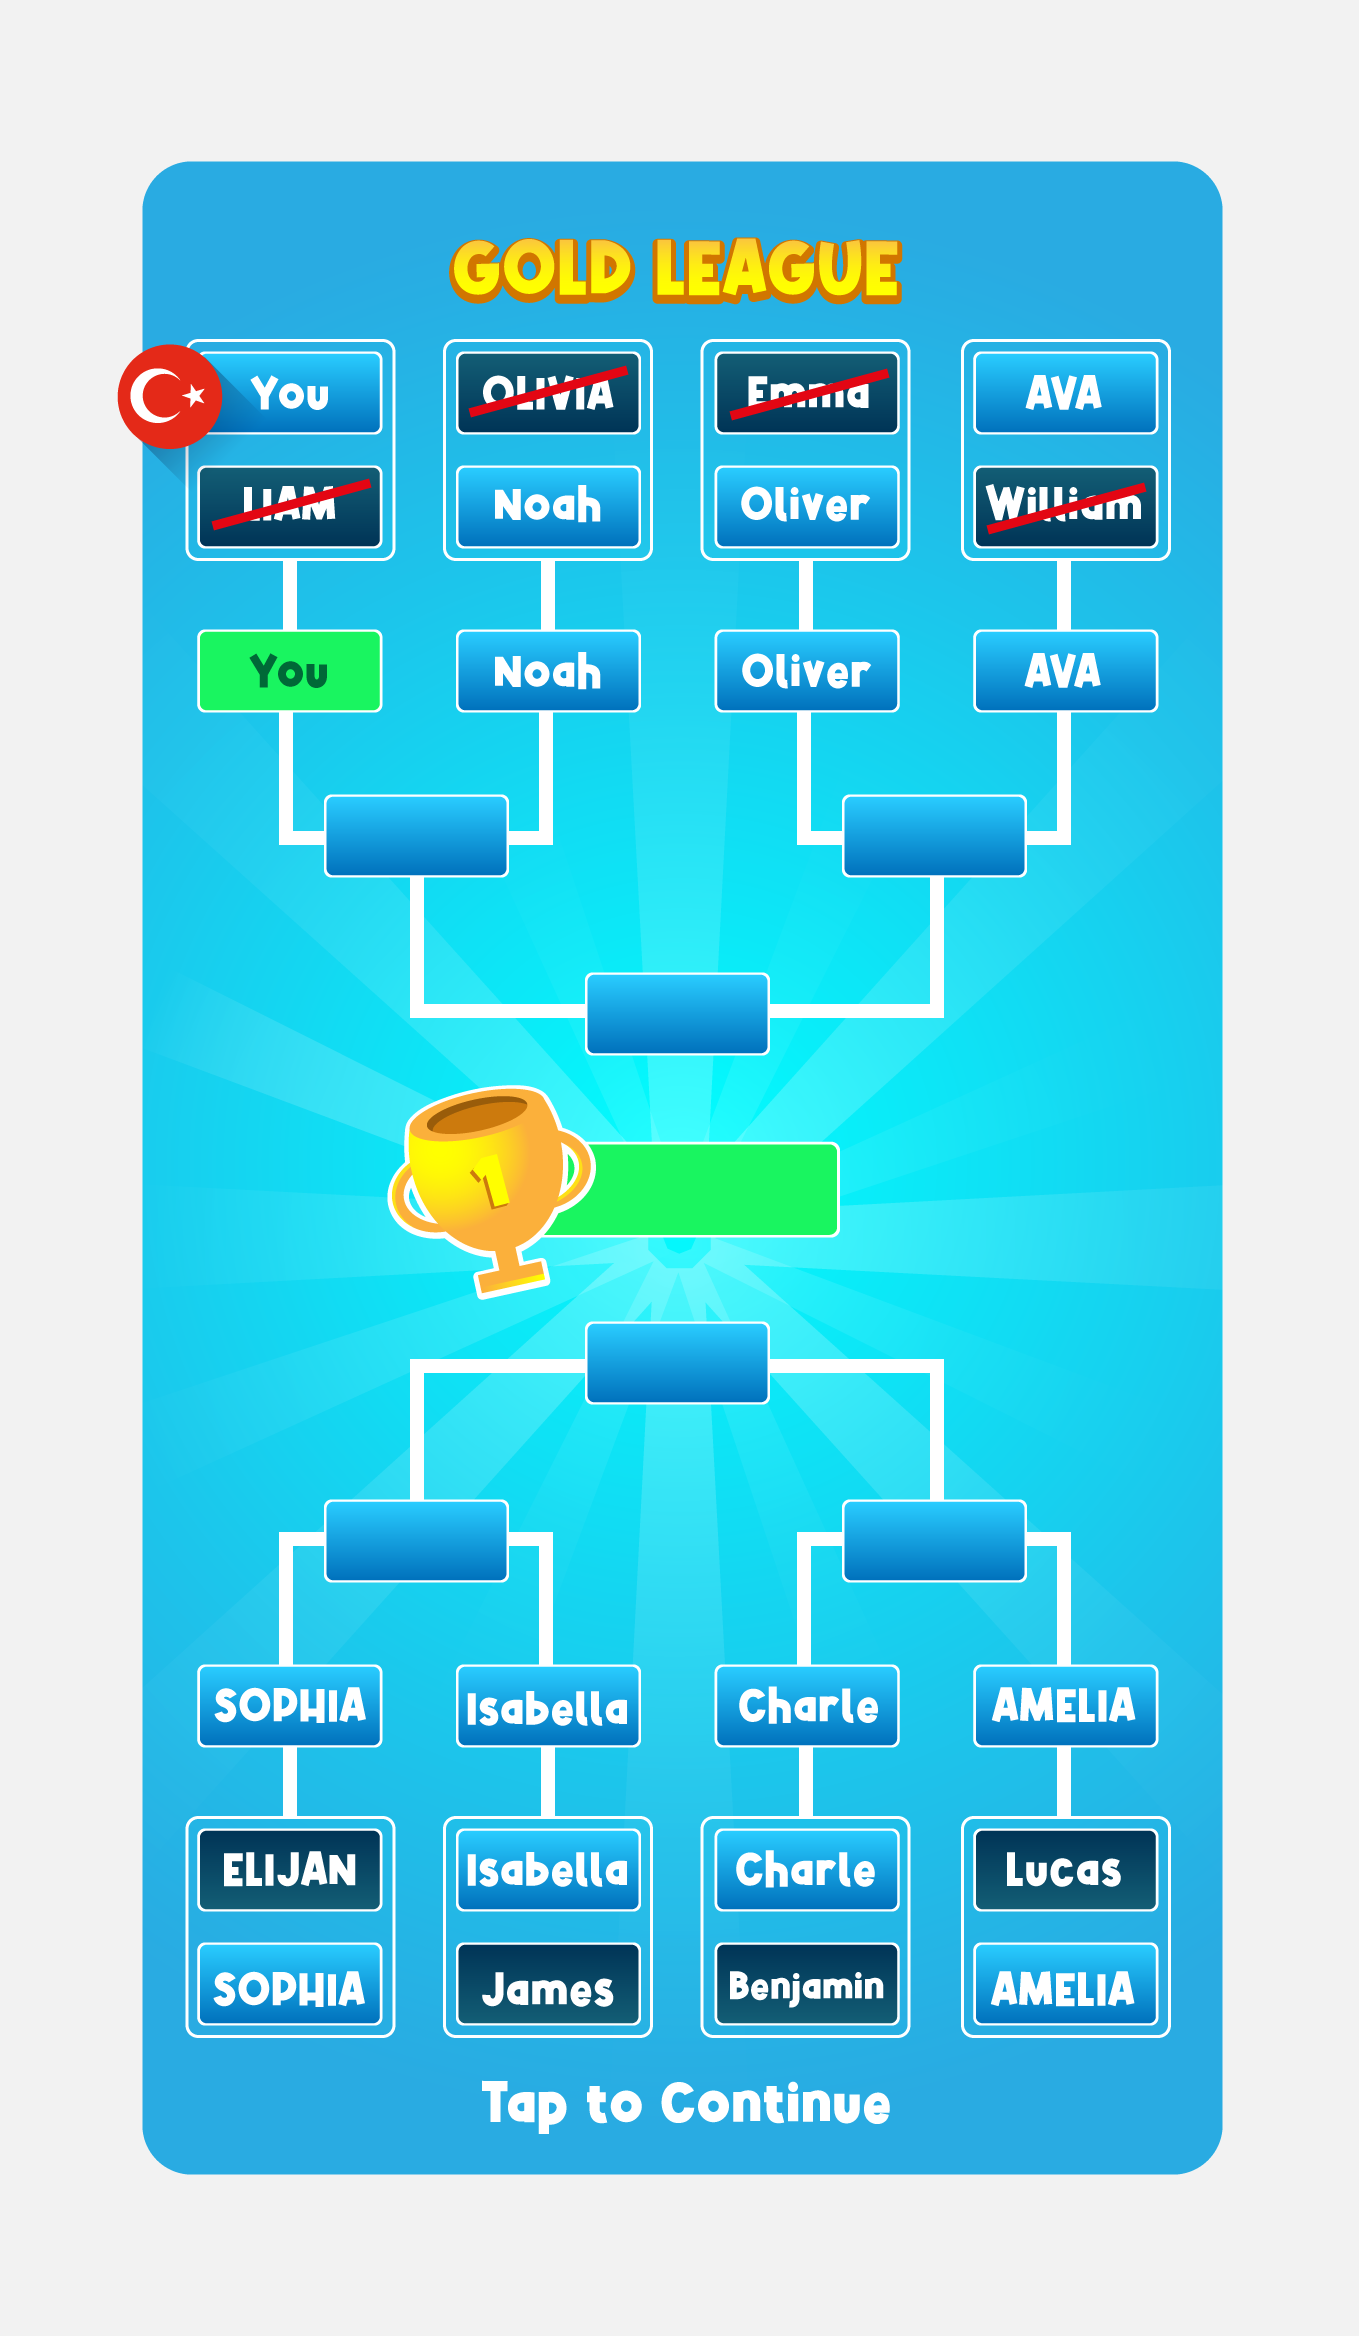 GOLD LEAGUE
You OLIVIA Emma AVA
LIAM Noah Oliver William
You Noah Oliver AVA
1
SOPHIA Isabella Charle AMELIA
ELIJAN Isabella Charle Lucas
SOPHIA James Benjamin AMELIA
Tap to Continue